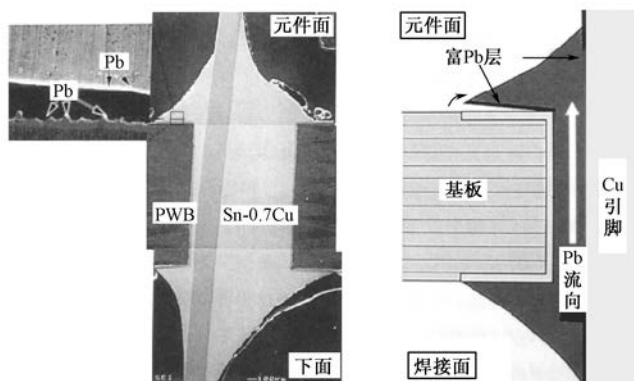 Pb
Pb
元件面
PWB
Sn-0.7Cu
下面
元件面
富Pb层
基板
Cu
引脚
Pb
流向
焊接面